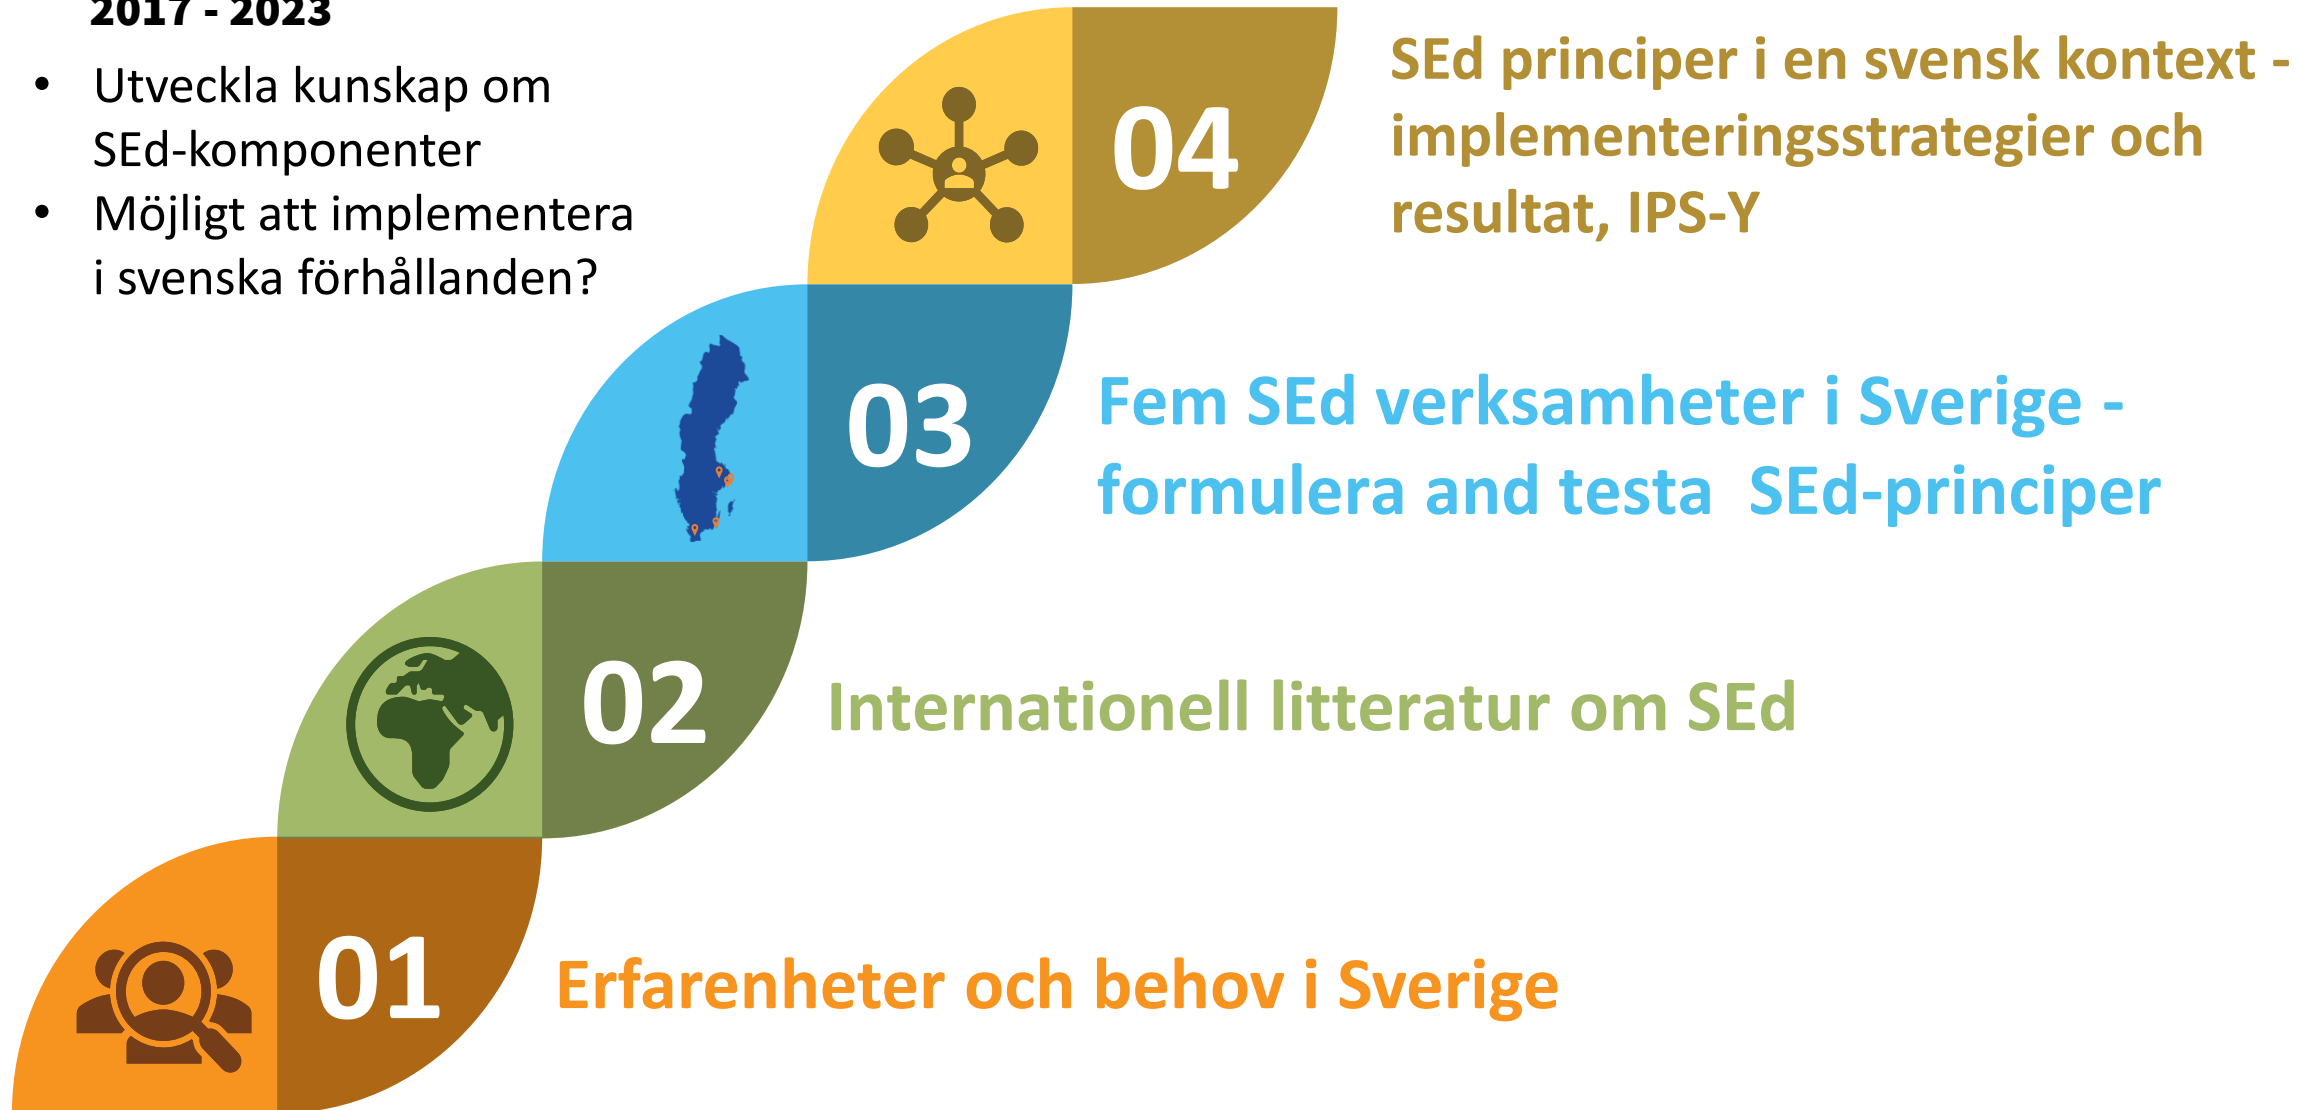 2017 - 2023
• Utveckla kunskap om
SEd-komponenter
• Möjligt att implementera
i svenska förhållanden?
04
SEd principer i en svensk kontext -
implementeringsstrategier och
resultat, IPS-Y
03
Fem SEd verksamheter i Sverige -
formulera and testa  SEd-principer
02
Internationell litteratur om SEd
01
Erfarenheter och behov i Sverige